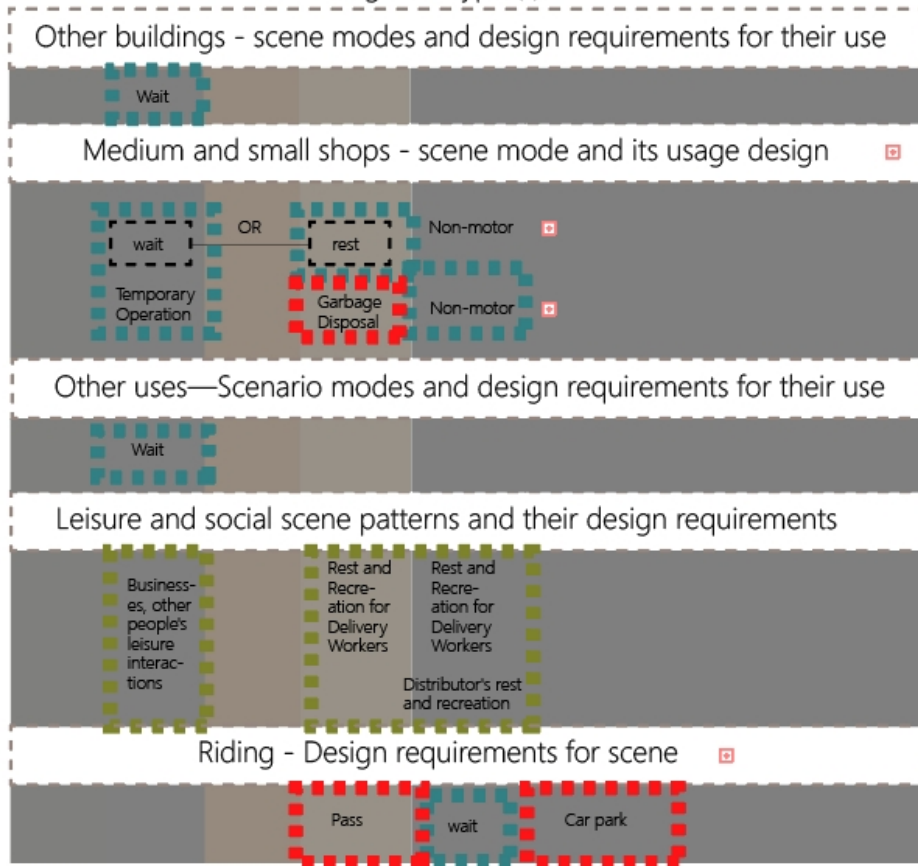 Other buildings - scene modes and design requirements for their use
Wait
Medium and small shops - scene mode and its usage design
wait
OR
rest
Non-motor
Temporary
Operation
Garbage
Disposal
Non-motor
Other uses—Scenario modes and design requirements for their use
Wait
Leisure and social scene patterns and their design requirements
Business-
es, other
people's
leisure
interac-
tions
Rest and
Recre-
ation for
Delivery
Workers
Rest and
Recre-
ation for
Delivery
Workers
Distributor's rest
and recreation
Riding - Design requirements for scene
Pass
wait
Car park